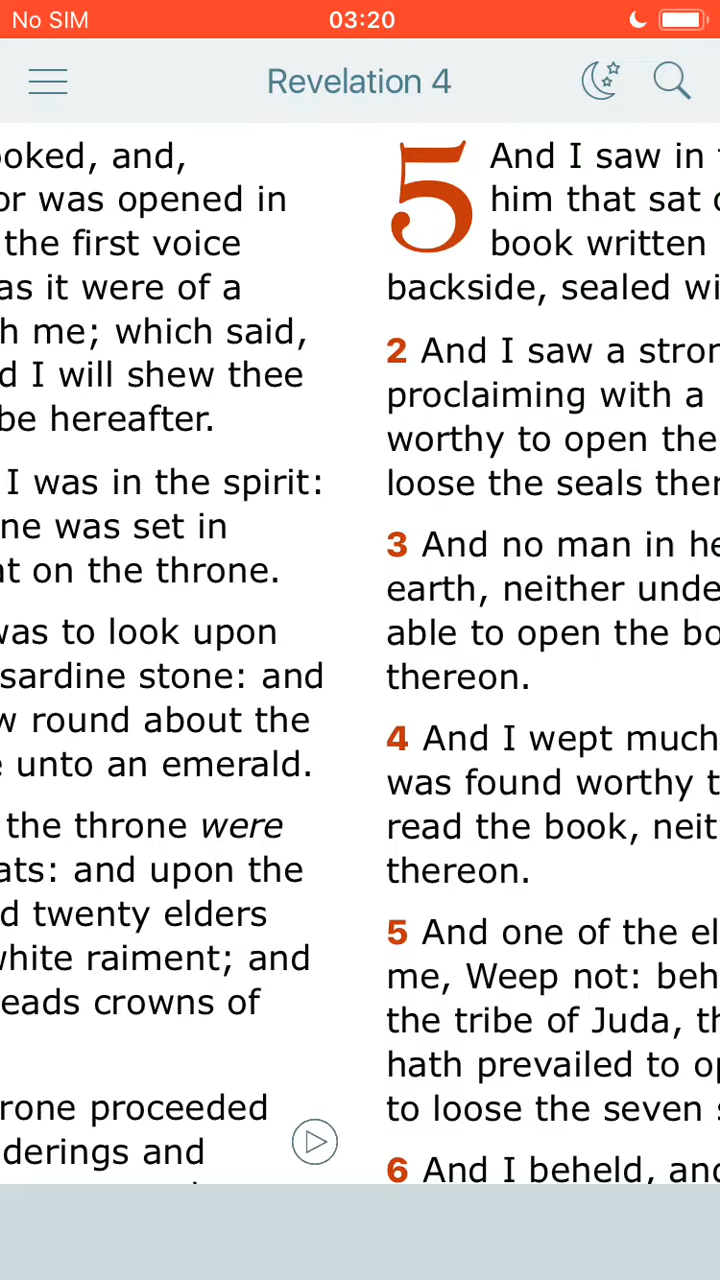 No SIM
03:20
Revelation 4
ooked, and,
or was opened in
the first voice
as it were of a
h me; which said,
d I will shew thee
be hereafter.
I was in the spirit:
ne was set in
at on the throne.
was to look upon
sardine stone: and
w round about the
e unto an emerald.
the throne were
ats: and upon the
d twenty elders
white raiment; and
eads crowns of
rone proceeded
derings and
5 And I saw in
him that sat o
book written
backside, sealed wi
2 And I saw a stron
proclaiming with a
worthy to open the
loose the seals ther
3 And no man in he
earth, neither unde
able to open the bo
thereon.
4 And I wept much
was found worthy t
read the book, neit
thereon.
5 And one of the el
me, Weep not: beh
the tribe of Juda, th
hath prevailed to op
to loose the seven s
6 And I beheld, and